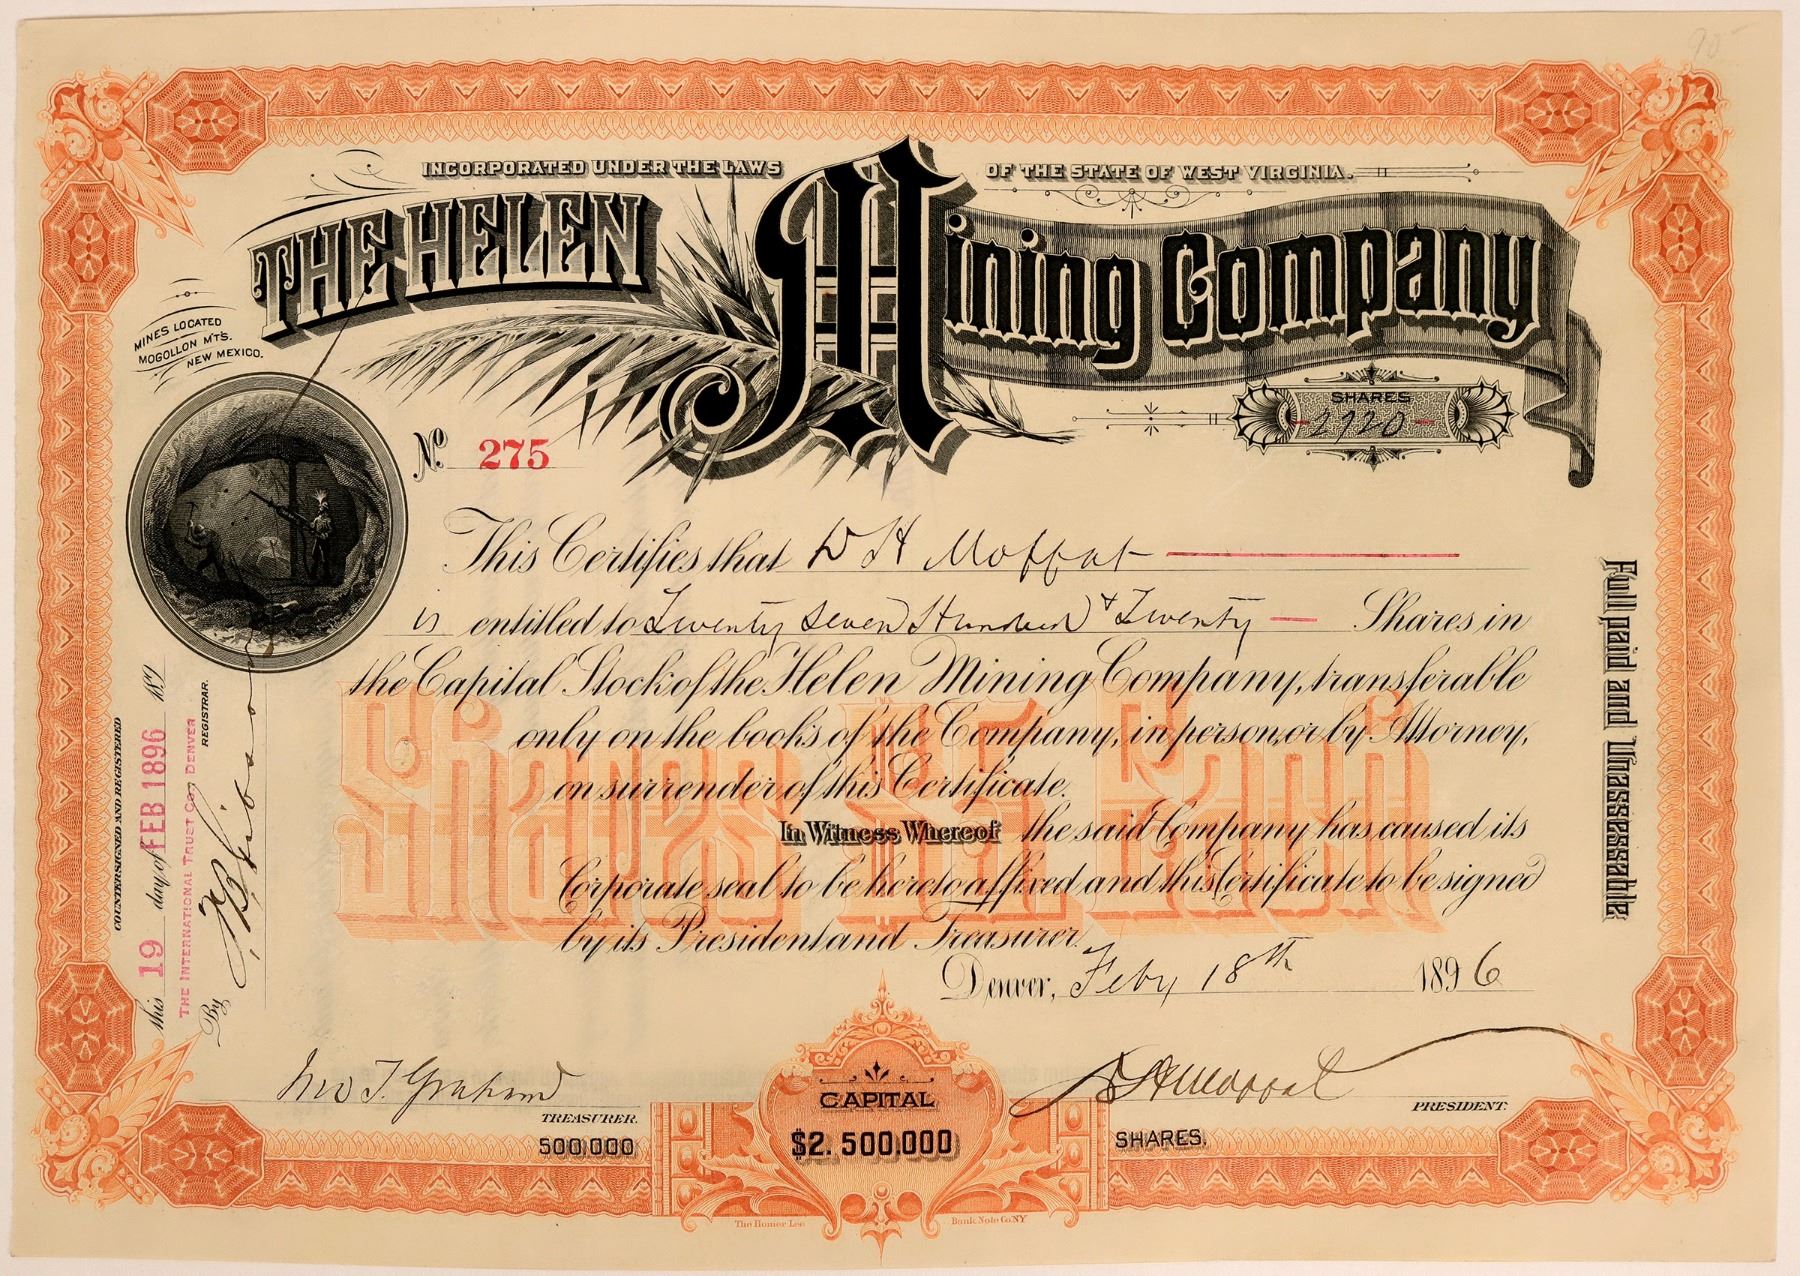 90
INCORPORATED UNDER THE LAWS OF THE STATE OF WEST VIRGINIA.
THE HELEN Mining Company
MINES LOCATED
MOGOLLON MTS.
NEW MEXICO.
SHARES
2720
No. 275
This Certifies that D H Moffat
is entitled to Twenty Seven Hundred & Twenty Shares in
the Capital Stock of the Helen Mining Company, transferable
only on the books of the Company, in person, or by Attorney,
on surrender of this Certificate.
In Witness Whereof the said Company has caused its
Corporate seal to be hereto affixed and this Certificate to be signed
by its President and Treasurer.
Shares $5 Each
Denver, Feby 18th 1896
Full paid and Unassessable.
COUNTERSIGNED AND REGISTERED
this 19 day of FEB 1896 189
THE INTERNATIONAL TRUST CO., DENVER
REGISTRAR.
By
Jno T. Graham
TREASURER.
D H Moffat
PRESIDENT.
500,000 SHARES.
CAPITAL
$2,500,000
The Homer Lee Bank Note Co. NY